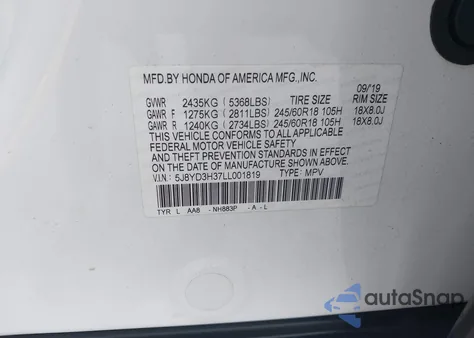 MFD.BY HONDA OF AMERICA MFG.,INC. 09/19
GVWR 2435KG (5368LBS) TIRE SIZE RIM SIZE
GAWR F 1275KG (2811LBS) 245/60R18 105H 18X8.0J
GAWR R 1240KG (2734LBS) 245/60R18 105H 18X8.0J
THIS VEHICLE CONFORMS TO ALL APPLICABLE
FEDERAL MOTOR VEHICLE SAFETY
AND THEFT PREVENTION STANDARDS IN EFFECT ON THE
DATE OF MANUFACTURE SHOWN ABOVE.
V.I.N.: 5J8YD3H37LL001819 TYPE: MPV
TYR L AA8 -NH883P -A -L
autoSnap